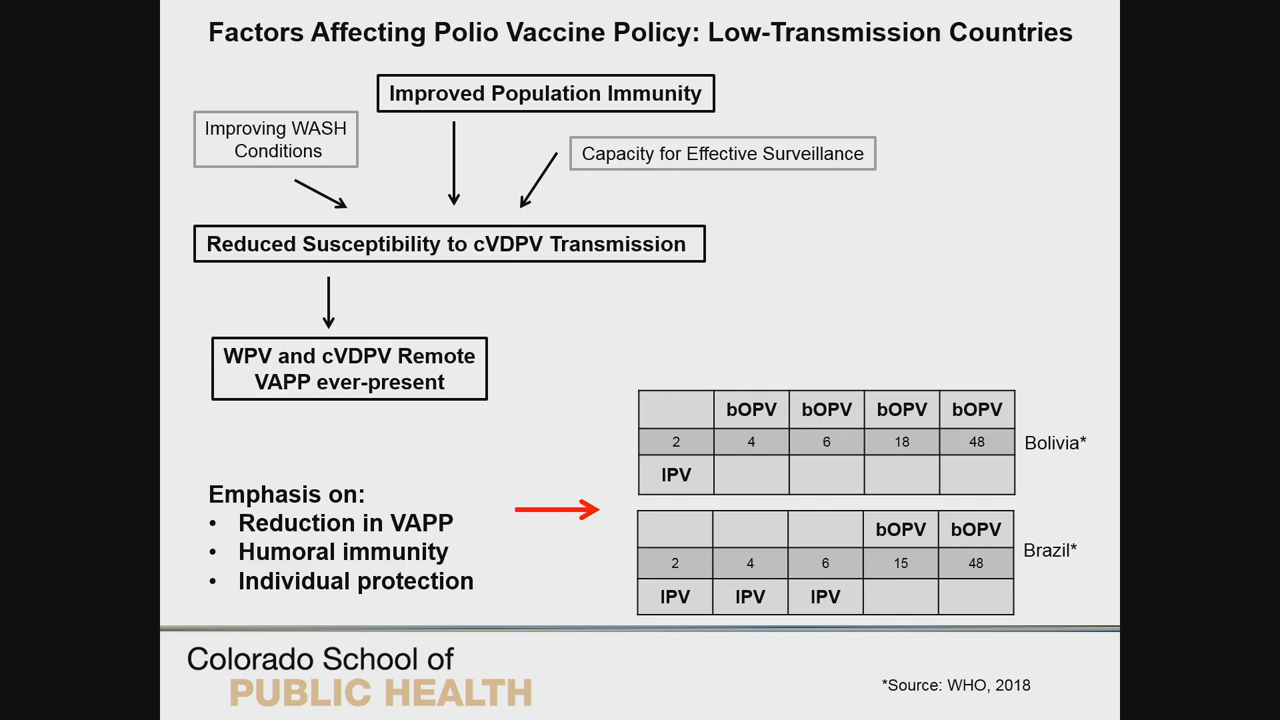 Factors Affecting Polio Vaccine Policy: Low-Transmission Countries
Improved Population Immunity
Improving WASH
Conditions
Capacity for Effective Surveillance
Reduced Susceptibility to cVDPV Transmission
WPV and cVDPV Remote
VAPP ever-present
bOPV bOPV bOPV bOPV
2 4 6 18 48
IPV
Bolivia*
Emphasis on:
• Reduction in VAPP
• Humoral immunity
• Individual protection
bOPV bOPV
2 4 6 15 48
IPV IPV IPV
Brazil*
Colorado School of
PUBLIC HEALTH
*Source: WHO, 2018